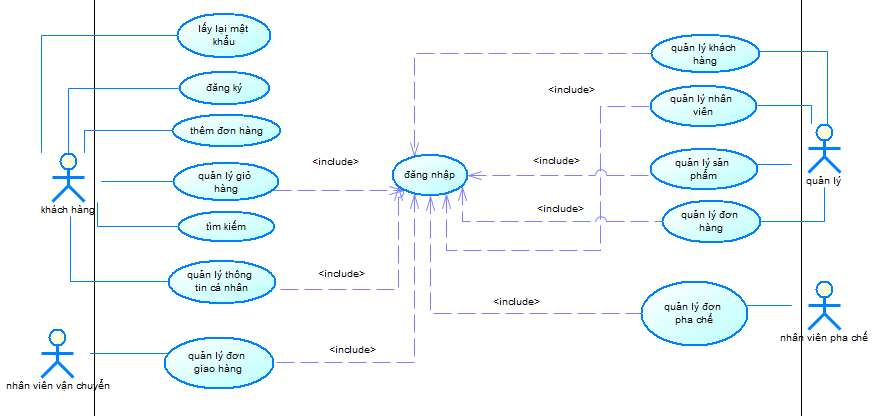 lấy lại mật
khẩu
đăng ký
thêm đơn hàng
quản lý giỏ
hàng
tìm kiếm
quản lý thông
tin cá nhân
quản lý đơn
giao hàng
khách hàng
nhân viên vận chuyển
<include>
<include>
<include>
đăng nhập
<include>
<include>
<include>
<include>
quản lý khách
hàng
quản lý nhân
viên
quản lý sản
phẩm
quản lý đơn
hàng
quản lý đơn
pha chế
quản lý
nhân viên pha chế